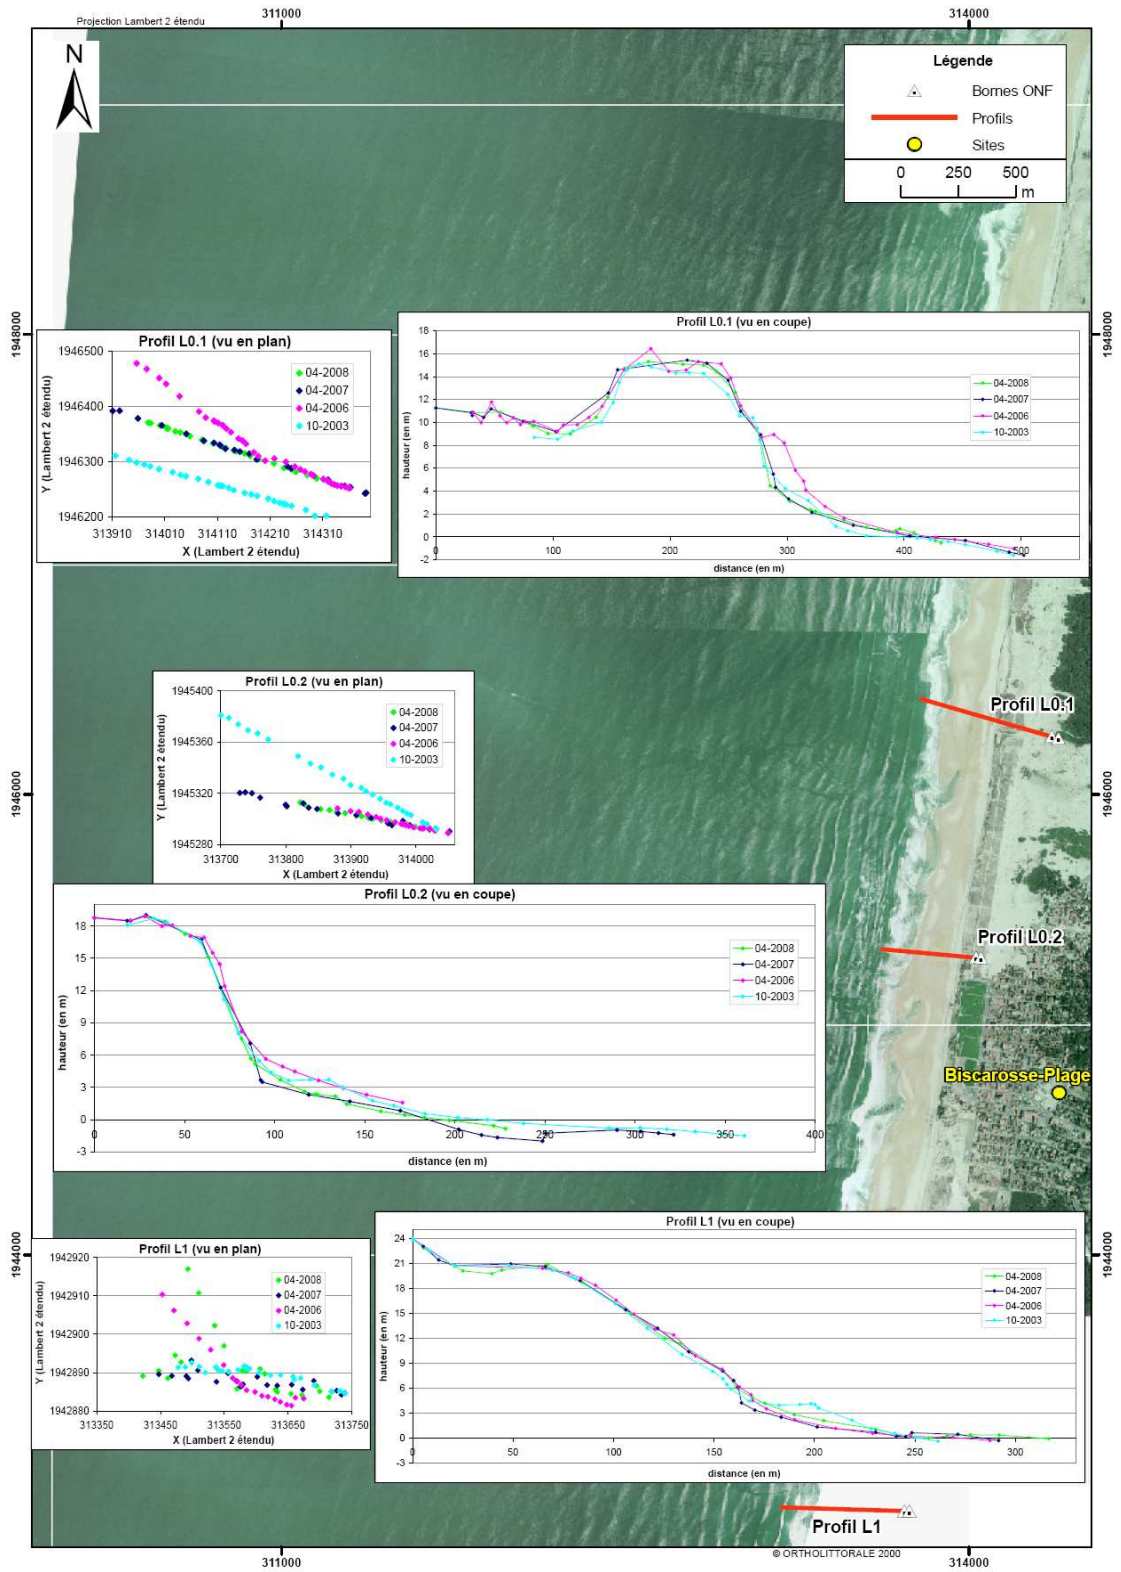 Projection Lambert 2 étendu
311000
314000
N
Légende
Bornes ONF
Profils
Sites
0 250 500
m
1948000
1948000
Profil L0.1 (vu en plan)
Y (Lambert 2 étendu)
1946500
1946400
1946300
1946200
04-2008
04-2007
04-2006
10-2003
313910 314010 314110 314210 314310
X (Lambert 2 étendu)
Profil L0.1 (vu en coupe)
hauteur (en m)
18
16
14
12
10
8
6
4
2
0
-2
04-2008
04-2007
04-2006
10-2003
0 100 200 300 400 500
distance (en m)
Profil L0.1
Profil L0.2 (vu en plan)
Y (Lambert 2 étendu)
1945400
1945360
1945320
1945280
04-2008
04-2007
04-2006
10-2003
313700 313800 313900 314000
X (Lambert 2 étendu)
1946000
1946000
Profil L0.2 (vu en coupe)
hauteur (en m)
18
15
12
9
6
3
0
-3
04-2008
04-2007
04-2006
10-2003
0 50 100 150 200 250 300 350 400
distance (en m)
Profil L0.2
Biscarosse-Plage
1944000
1944000
Profil L1 (vu en plan)
Y (Lambert 2 étendu)
1942920
1942910
1942900
1942890
1942880
04-2008
04-2007
04-2006
10-2003
313350 313450 313550 313650 313750
X (Lambert 2 étendu)
Profil L1 (vu en coupe)
hauteur (en m)
24
21
18
15
12
9
6
3
0
-3
04-2008
04-2007
04-2006
10-2003
0 50 100 150 200 250 300
distance (en m)
Profil L1
© ORTHOLITTORALE 2000
311000
314000